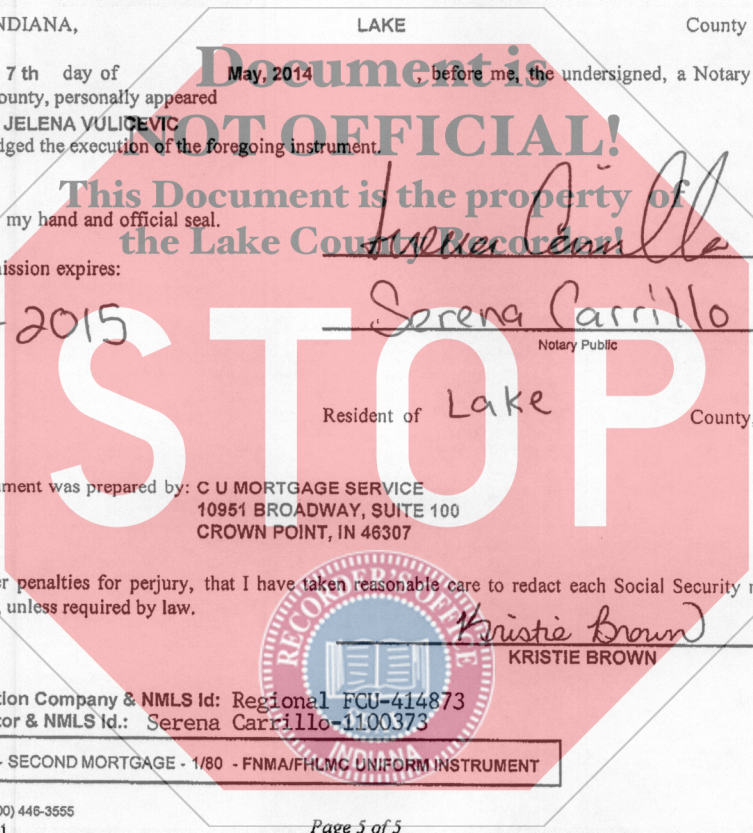 NDIANA, LAKE County
7 th day of May, 2014 , before me, the undersigned, a Notary
ounty, personally appeared
JELENA VULICEVIC
dged the execution of the foregoing instrument.
my hand and official seal.
ission expires:
2015
Serena Carrillo
Serena Carrillo
Notary Public
Resident of Lake County,
ument was prepared by: C U MORTGAGE SERVICE
10951 BROADWAY, SUITE 100
CROWN POINT, IN 46307
er penalties for perjury, that I have taken reasonable care to redact each Social Security n
, unless required by law.
Kristie Brown
KRISTIE BROWN
tion Company & NMLS Id: Regional FCU-414873
tor & NMLS Id.: Serena Carrillo-1100373
- SECOND MORTGAGE - 1/80 - FNMA/FHLMC UNIFORM INSTRUMENT
00) 446-3555
1
Page 5 of 5
Document is
NOT OFFICIAL!
This Document is the property of
the Lake County Recorder!
STOP
RECORDER'S OFFICE
INDIANA